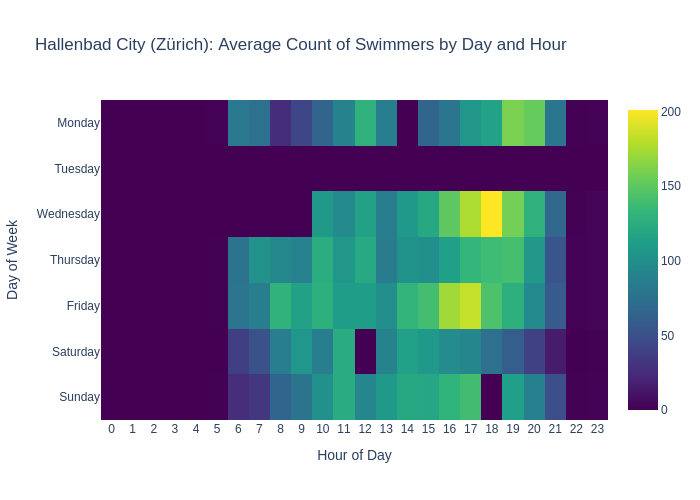 Hallenbad City (Zürich): Average Count of Swimmers by Day and Hour
Day of Week
Monday
Tuesday
Wednesday
Thursday
Friday
Saturday
Sunday
0 1 2 3 4 5 6 7 8 9 10 11 12 13 14 15 16 17 18 19 20 21 22 23
Hour of Day
200
150
100
50
0